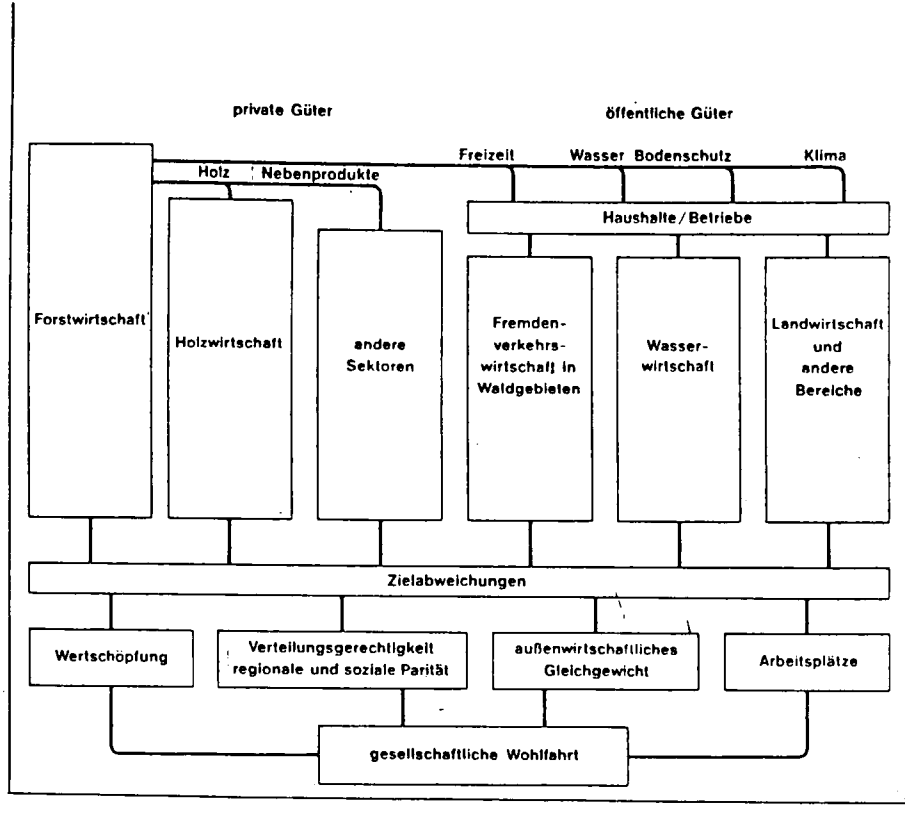 private Güter
öffentliche Güter
Freizeit Wasser Bodenschutz Klima
Holz Nebenprodukte
Haushalte/Betriebe
Forstwirtschaft
Holzwirtschaft
andere
Sektoren
Fremden-
verkehrs-
wirtschaft in
Waldgebieten
Wasser-
wirtschaft
Landwirtschaft
und
andere
Bereiche
Zielabweichungen
Wertschöpfung
Verteilungsgerechtigkeit
regionale und soziale Parität
außenwirtschaftliches
Gleichgewicht
Arbeitsplätze
gesellschaftliche Wohlfahrt